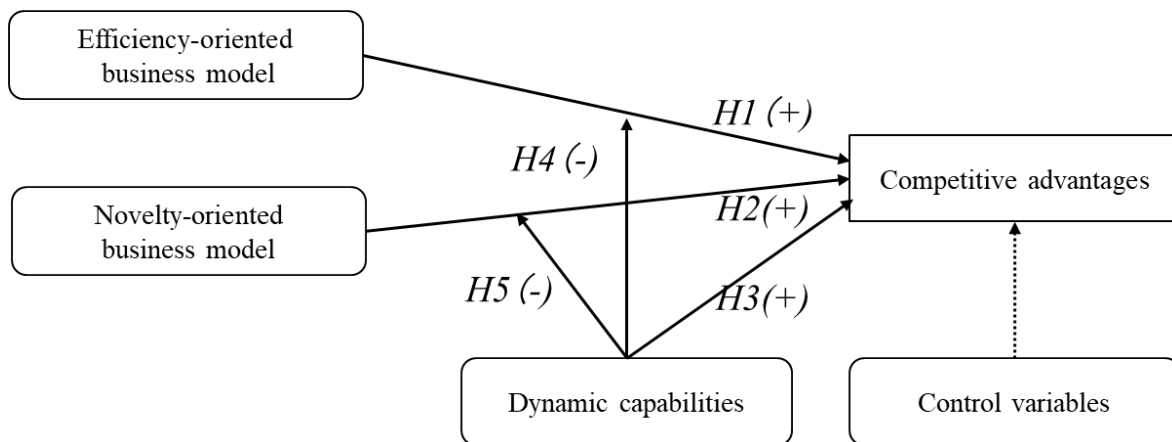 Efficiency-oriented
business model
H1 (+)
H4 (-)
Competitive advantages
Novelty-oriented
business model
H2(+)
H5 (-)
H3(+)
Dynamic capabilities
Control variables